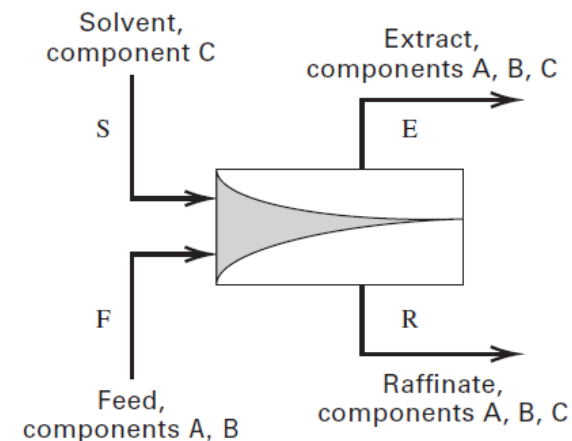 Solvent,
component C
S
Extract,
components A, B, C
E
F
R
Feed,
components A, B
Raffinate,
components A, B, C